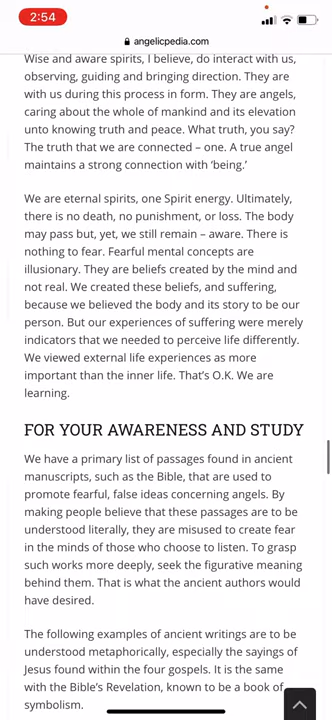 2:54
angelicpedia.com
Wise and aware spirits, I believe, do interact with us,
observing, guiding and bringing direction. They are
with us during this process in form. They are angels,
caring about the whole of mankind and its elevation
unto knowing truth and peace. What truth, you say?
The truth that we are connected – one. A true angel
maintains a strong connection with ‘being.’
We are eternal spirits, one Spirit energy. Ultimately,
there is no death, no punishment, or loss. The body
may pass but, yet, we still remain – aware. There is
nothing to fear. Fearful mental concepts are
illusionary. They are beliefs created by the mind and
not real. We created these beliefs, and suffering,
because we believed the body and its story to be our
person. But our experiences of suffering were merely
indicators that we needed to perceive life differently.
We viewed external life experiences as more
important than the inner life. That’s O.K. We are
learning.
FOR YOUR AWARENESS AND STUDY
We have a primary list of passages found in ancient
manuscripts, such as the Bible, that are used to
promote fearful, false ideas concerning angels. By
making people believe that these passages are to be
understood literally, they are misused to create fear
in the minds of those who choose to listen. To grasp
such works more deeply, seek the figurative meaning
behind them. That is what the ancient authors would
have desired.
The following examples of ancient writings are to be
understood metaphorically, especially the sayings of
Jesus found within the four gospels. It is the same
with the Bible’s Revelation, known to be a book of
symbolism.